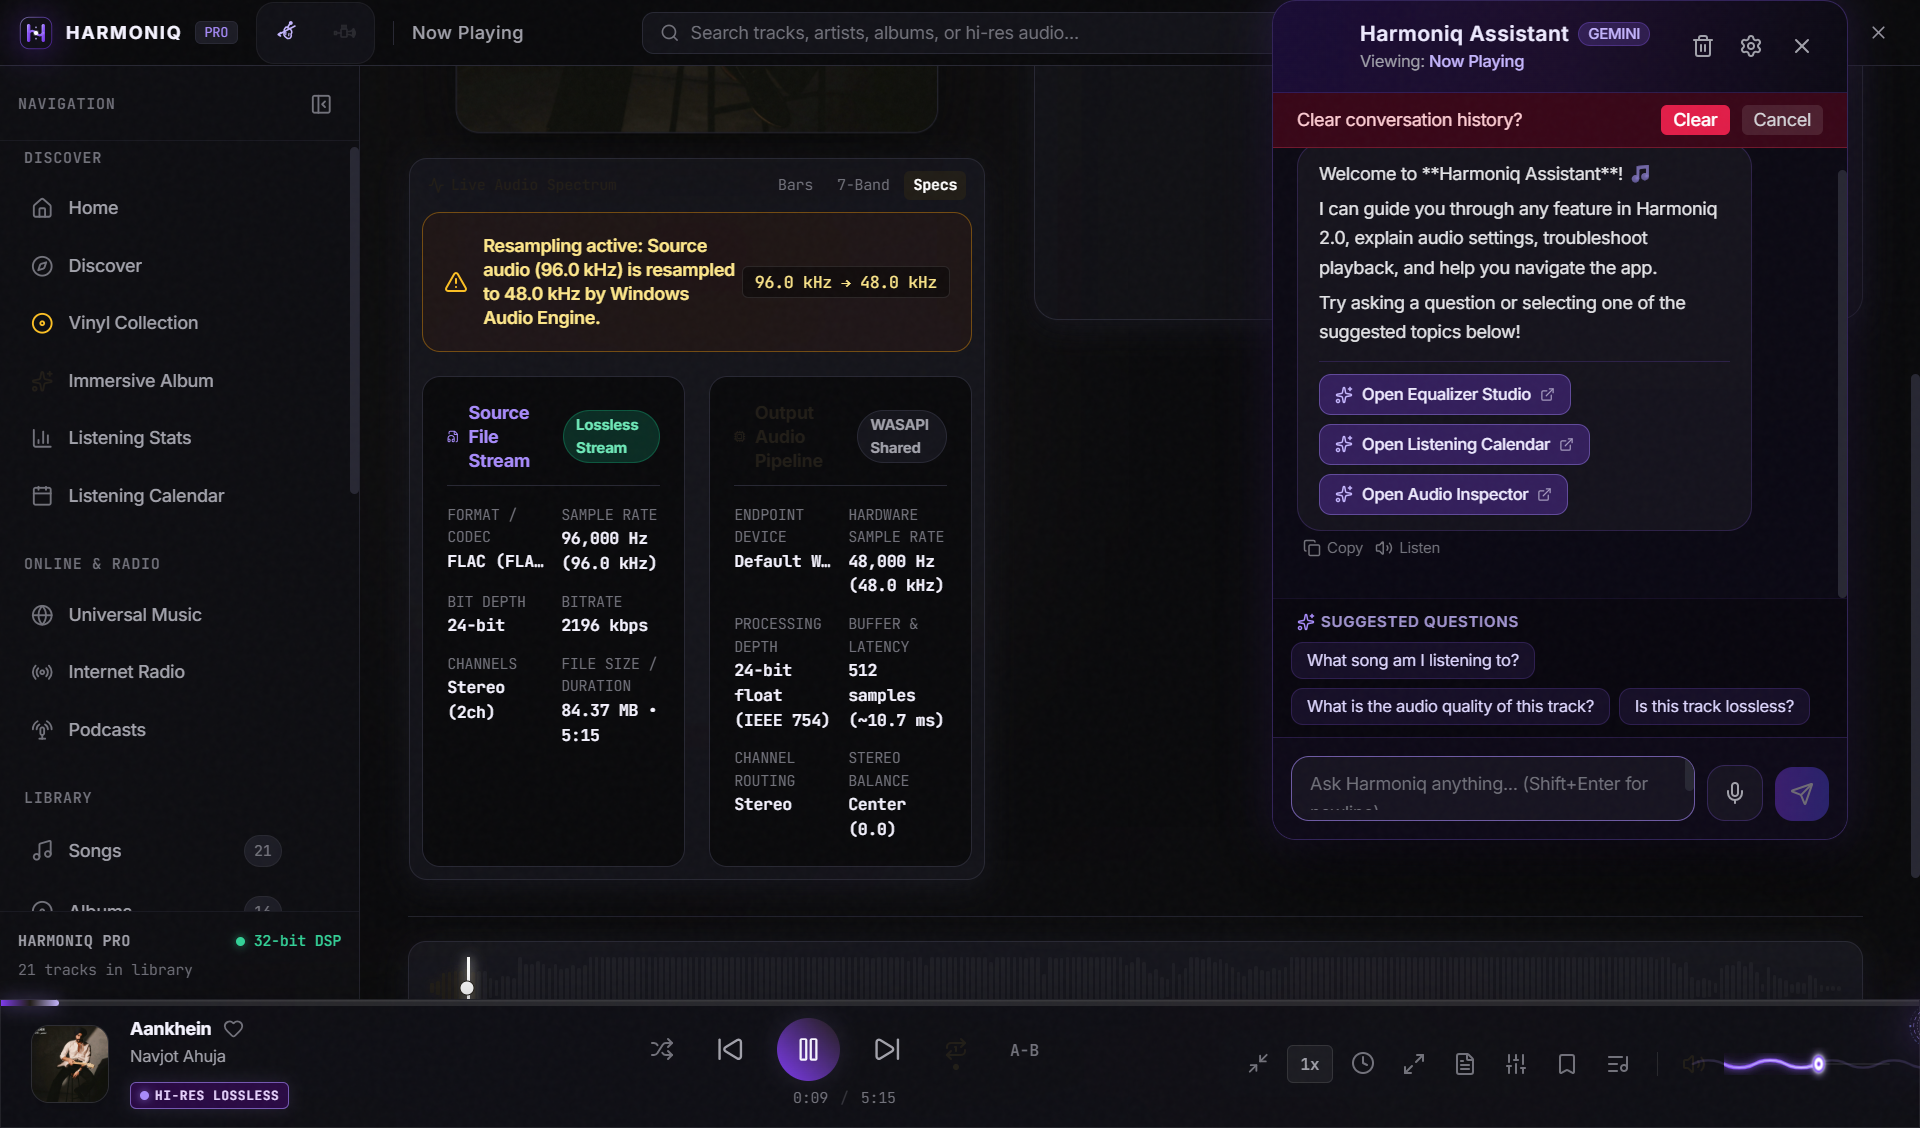 HARMONIQ PRO
Now Playing
Search tracks, artists, albums, or hi-res audio...
NAVIGATION
DISCOVER
Home
Discover
Vinyl Collection
Immersive Album
Listening Stats
Listening Calendar
ONLINE & RADIO
Universal Music
Internet Radio
Podcasts
LIBRARY
Songs 21
Albums 16
HARMONIQ PRO 32-bit DSP
21 tracks in library
Live Audio Spectrum
Bars 7-Band Specs
Resampling active: Source
audio (96.0 kHz) is resampled
to 48.0 kHz by Windows
Audio Engine.
96.0 kHz → 48.0 kHz
Source
File
Stream
Lossless
Stream
FORMAT /
CODEC
FLAC (FLA…
SAMPLE RATE
96,000 Hz
(96.0 kHz)
BIT DEPTH
24-bit
BITRATE
2196 kbps
CHANNELS
Stereo
(2ch)
FILE SIZE /
DURATION
84.37 MB •
5:15
Output
Audio
Pipeline
WASAPI
Shared
ENDPOINT
DEVICE
Default W…
HARDWARE
SAMPLE RATE
48,000 Hz
(48.0 kHz)
PROCESSING
DEPTH
24-bit
float
(IEEE 754)
BUFFER &
LATENCY
512
samples
(~10.7 ms)
CHANNEL
ROUTING
Stereo
STEREO
BALANCE
Center
(0.0)
Harmoniq Assistant GEMINI
Viewing: Now Playing
Clear conversation history?
Clear Cancel
Welcome to **Harmoniq Assistant**! 🎵
I can guide you through any feature in Harmoniq
2.0, explain audio settings, troubleshoot
playback, and help you navigate the app.
Try asking a question or selecting one of the
suggested topics below!
Open Equalizer Studio
Open Listening Calendar
Open Audio Inspector
Copy Listen
SUGGESTED QUESTIONS
What song am I listening to?
What is the audio quality of this track?
Is this track lossless?
Ask Harmoniq anything... (Shift+Enter for
newline)
Aankhein
Navjot Ahuja
HI-RES LOSSLESS
A-B
0:09 / 5:15
1x